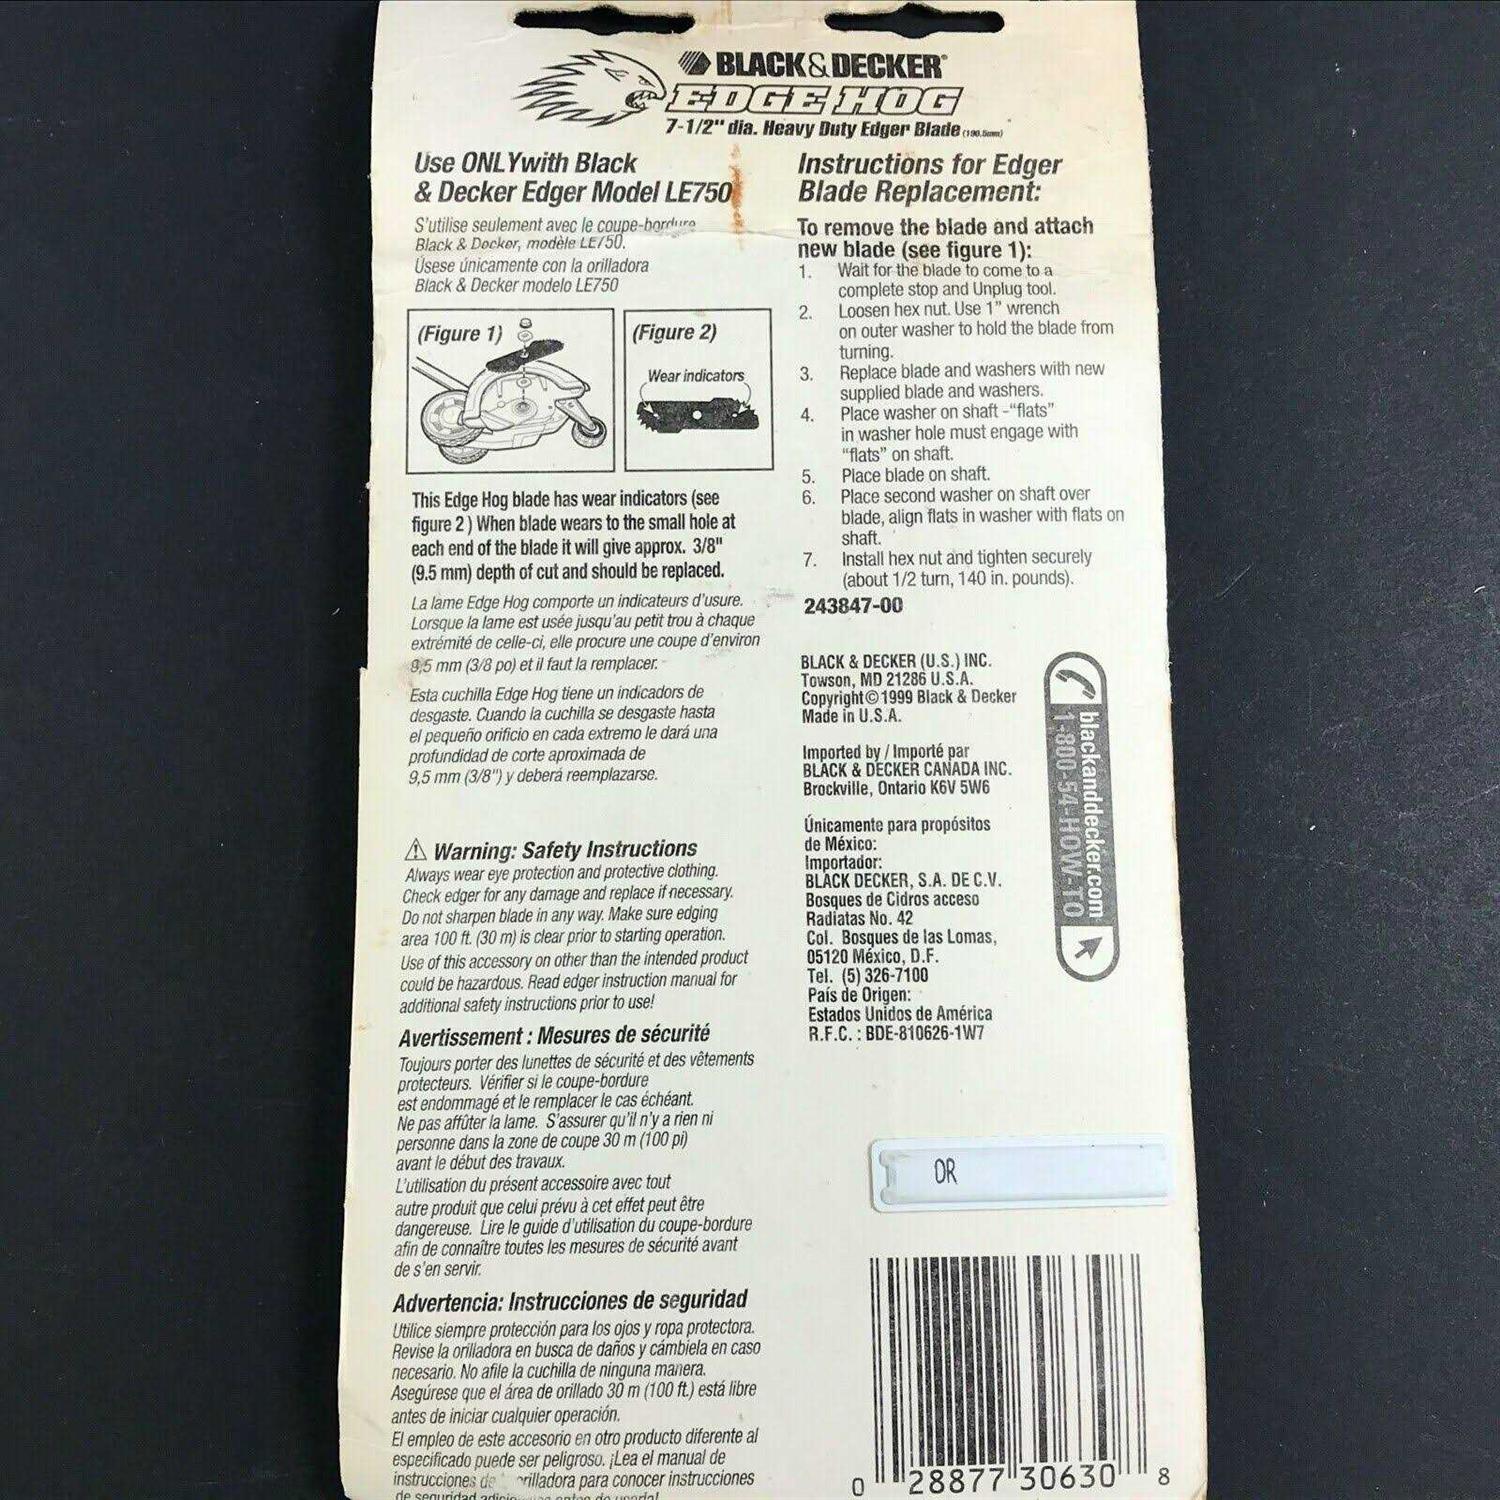 BLACK&DECKER®
EDGE HOG
7-1/2" dia. Heavy Duty Edger Blade (190.5mm)
Use ONLYwith Black
& Decker Edger Model LE750
S'utilise seulement avec le coupe-bordure
Black & Decker, modèle LE750.
Úsese únicamente con la orilladora
Black & Decker modelo LE750
(Figure 1)
(Figure 2)
Wear indicators
This Edge Hog blade has wear indicators (see
figure 2 ) When blade wears to the small hole at
each end of the blade it will give approx. 3/8"
(9.5 mm) depth of cut and should be replaced.
La lame Edge Hog comporte un indicateurs d'usure.
Lorsque la lame est usée jusqu'au petit trou à chaque
extrémité de celle-ci, elle procure une coupe d'environ
9,5 mm (3/8 po) et il faut la remplacer.
Esta cuchilla Edge Hog tiene un indicadors de
desgaste. Cuando la cuchilla se desgaste hasta
el pequeño orificio en cada extremo le dará una
profundidad de corte aproximada de
9,5 mm (3/8") y deberá reemplazarse.
⚠ Warning: Safety Instructions
Always wear eye protection and protective clothing.
Check edger for any damage and replace if necessary.
Do not sharpen blade in any way. Make sure edging
area 100 ft. (30 m) is clear prior to starting operation.
Use of this accessory on other than the intended product
could be hazardous. Read edger instruction manual for
additional safety instructions prior to use!
Avertissement : Mesures de sécurité
Toujours porter des lunettes de sécurité et des vêtements
protecteurs. Vérifier si le coupe-bordure
est endommagé et le remplacer le cas échéant.
Ne pas affûter la lame. S'assurer qu'il n'y a rien ni
personne dans la zone de coupe 30 m (100 pi)
avant le début des travaux.
L'utilisation du présent accessoire avec tout
autre produit que celui prévu à cet effet peut être
dangereuse. Lire le guide d'utilisation du coupe-bordure
afin de connaître toutes les mesures de sécurité avant
de s'en servir.
Advertencia: Instrucciones de seguridad
Utilice siempre protección para los ojos y ropa protectora.
Revise la orilladora en busca de daños y cámbiela en caso
necesario. No afile la cuchilla de ninguna manera.
Asegúrese que el área de orillado 30 m (100 ft.) está libre
antes de iniciar cualquier operación.
El empleo de este accesorio en otro producto diferente al
especificado puede ser peligroso. ¡Lea el manual de
instrucciones de orilladora para conocer instrucciones
de seguridad antes de usarla!
Instructions for Edger
Blade Replacement:
To remove the blade and attach
new blade (see figure 1):
1. Wait for the blade to come to a
complete stop and Unplug tool.
2. Loosen hex nut. Use 1" wrench
on outer washer to hold the blade from
turning.
3. Replace blade and washers with new
supplied blade and washers.
4. Place washer on shaft -"flats"
in washer hole must engage with
"flats" on shaft.
5. Place blade on shaft.
6. Place second washer on shaft over
blade, align flats in washer with flats on
shaft.
7. Install hex nut and tighten securely
(about 1/2 turn, 140 in. pounds).
243847-00
BLACK & DECKER (U.S.) INC.
Towson, MD 21286 U.S.A.
Copyright©1999 Black & Decker
Made in U.S.A.
Imported by / Importé par
BLACK & DECKER CANADA INC.
Brockville, Ontario K6V 5W6
Únicamente para propósitos
de México:
Importador:
BLACK DECKER, S.A. DE C.V.
Bosques de Cidros acceso
Radiatas No. 42
Col. Bosques de las Lomas,
05120 México, D.F.
Tel. (5) 326-7100
País de Origen:
Estados Unidos de América
R.F.C. : BDE-810626-1W7
blackanddecker.com
1-800-54-HOW-TO
OR
0 28877 30630 8